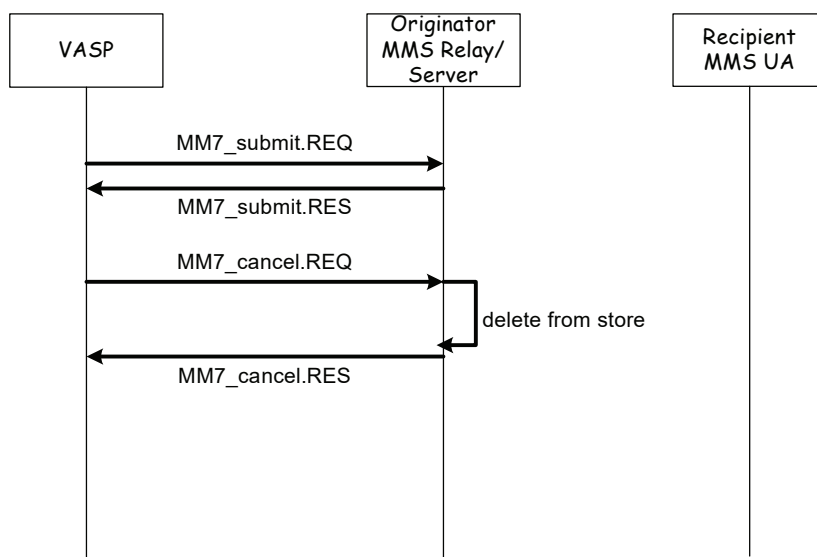 VASP
Originator
MMS Relay/
Server
Recipient
MMS UA
MM7_submit.REQ
MM7_submit.RES
MM7_cancel.REQ
delete from store
MM7_cancel.RES